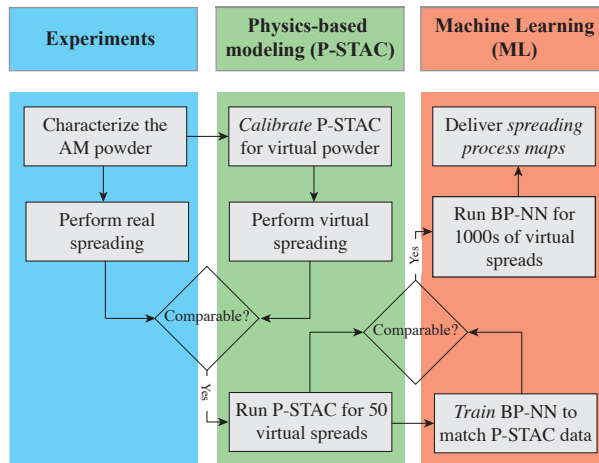 Experiments
Physics-based
modeling (P-STAC)
Machine Learning
(ML)
Characterize the
AM powder
Calibrate P-STAC
for virtual powder
Deliver spreading
process maps
Perform real
spreading
Perform virtual
spreading
Run BP-NN for
1000s of virtual
spreads
Yes
Comparable?
Comparable?
Yes
Run P-STAC for 50
virtual spreads
Train BP-NN to
match P-STAC data